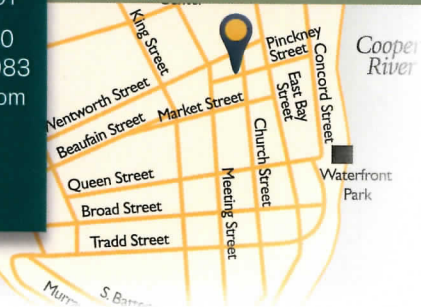 0
983
om
King Street
Pinckney
Street
Cooper
River
Wentworth Street
Beaufain Street
Market Street
East Bay
Street
Concord Street
Church Street
Meeting Street
Queen Street
Waterfront
Park
Broad Street
Tradd Street